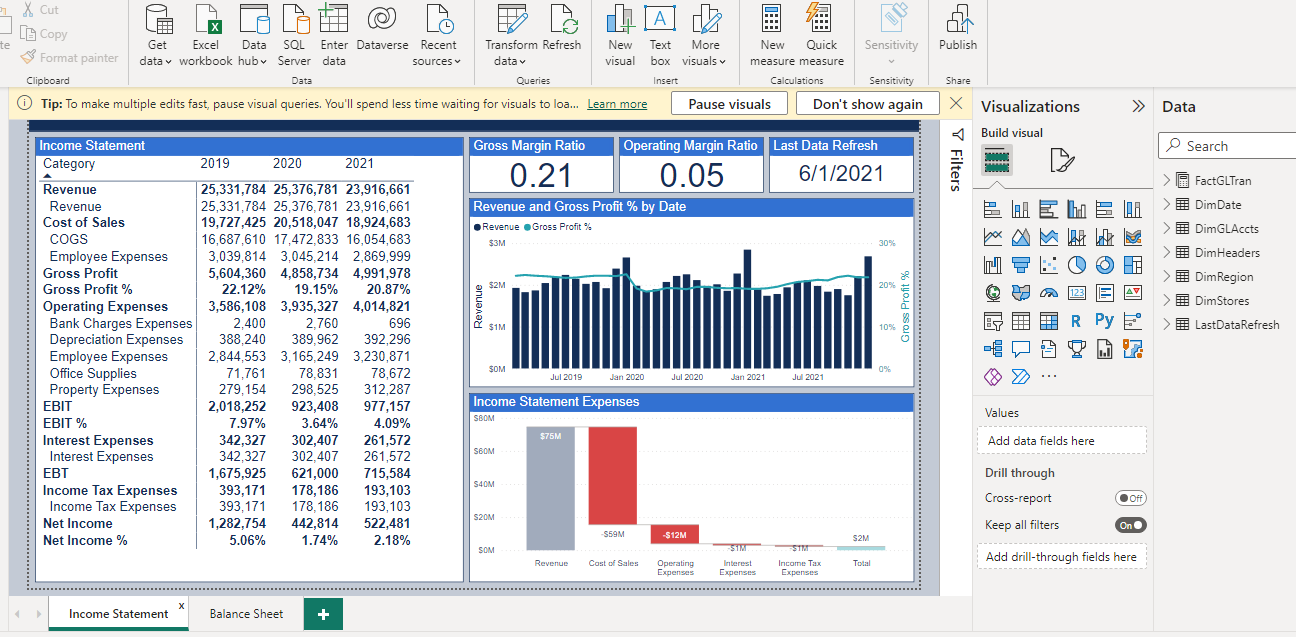 Cut
Copy
Format painter
Clipboard
te
Get data
Excel workbook
Data hub
SQL Server
Enter data
Dataverse
Recent sources
Data
Transform data
Refresh
Queries
New visual
Text box
More visuals
Insert
New measure
Quick measure
Calculations
Sensitivity
Sensitivity
Publish
Share
Tip: To make multiple edits fast, pause visual queries. You'll spend less time waiting for visuals to loa... Learn more
Pause visuals
Don't show again
Income Statement
Category 2019 2020 2021
Revenue 25,331,784 25,376,781 23,916,661
Revenue 25,331,784 25,376,781 23,916,661
Cost of Sales 19,727,425 20,518,047 18,924,683
COGS 16,687,610 17,472,833 16,054,683
Employee Expenses 3,039,814 3,045,214 2,869,999
Gross Profit 5,604,360 4,858,734 4,991,978
Gross Profit % 22.12% 19.15% 20.87%
Operating Expenses 3,586,108 3,935,327 4,014,821
Bank Charges Expenses 2,400 2,760 696
Depreciation Expenses 388,240 389,962 392,296
Employee Expenses 2,844,553 3,165,249 3,230,871
Office Supplies 71,761 78,831 78,672
Property Expenses 279,154 298,525 312,287
EBIT 2,018,252 923,408 977,157
EBIT % 7.97% 3.64% 4.09%
Interest Expenses 342,327 302,407 261,572
Interest Expenses 342,327 302,407 261,572
EBT 1,675,925 621,000 715,584
Income Tax Expenses 393,171 178,186 193,103
Income Tax Expenses 393,171 178,186 193,103
Net Income 1,282,754 442,814 522,481
Net Income % 5.06% 1.74% 2.18%
Gross Margin Ratio
0.21
Operating Margin Ratio
0.05
Last Data Refresh
6/1/2021
Revenue and Gross Profit % by Date
Revenue Gross Profit %
$3M 30%
$2M 20%
$1M 10%
$0M 0%
Revenue
Gross Profit %
Jul 2019 Jan 2020 Jul 2020 Jan 2021 Jul 2021
Income Statement Expenses
$80M
$60M
$40M
$20M
$0M
$75M
-$59M
-$12M
-$1M
-$1M
$2M
Revenue
Cost of Sales
Operating Expenses
Interest Expenses
Income Tax Expenses
Total
Filters
Visualizations
Build visual
123
R
Py
Values
Add data fields here
Drill through
Cross-report Off
Keep all filters On
Add drill-through fields here
Data
Search
FactGLTran
DimDate
DimGLAccts
DimHeaders
DimRegion
DimStores
LastDataRefresh
Income Statement x
Balance Sheet
+